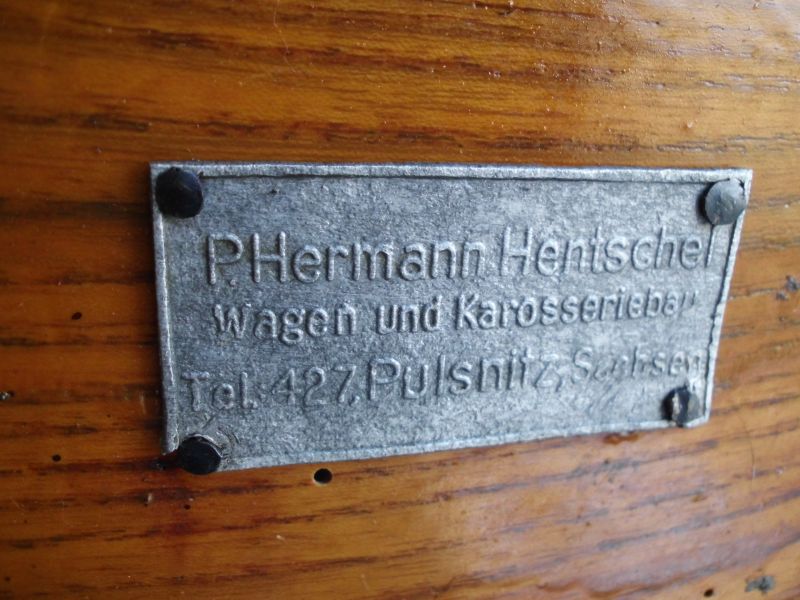 P.Hermann Hentschel
Wagen und Karosseriebau
Tel. 427, Pulsnitz, Sachsen